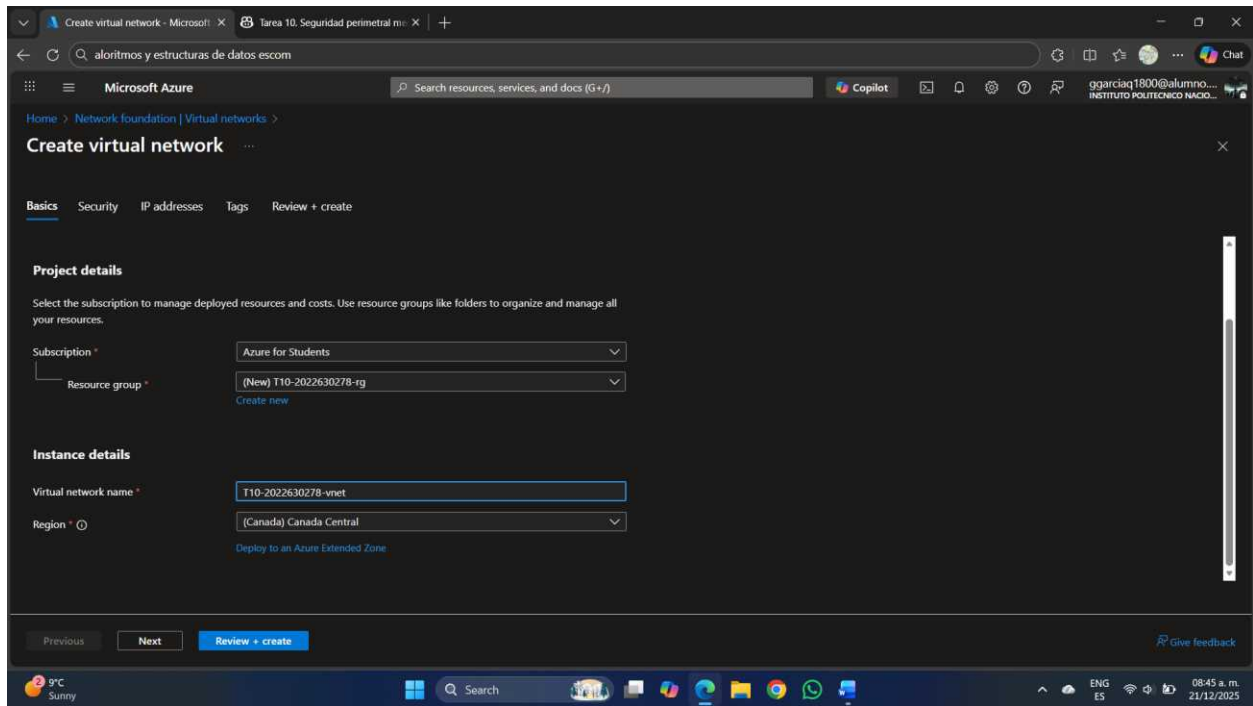 Create virtual network - Microsoft
Tarea 10. Seguridad perimetral me
aloritmos y estructuras de datos escom
Chat
Microsoft Azure
Search resources, services, and docs (G+/)
Copilot
ggarciaq1800@alumno....
INSTITUTO POLITECNICO NACIO...
Home > Network foundation | Virtual networks >
Create virtual network ...
Basics Security IP addresses Tags Review + create
Project details
Select the subscription to manage deployed resources and costs. Use resource groups like folders to organize and manage all
your resources.
Subscription *
Azure for Students
Resource group *
(New) T10-2022630278-rg
Create new
Instance details
Virtual network name *
T10-2022630278-vnet
Region *
(Canada) Canada Central
Deploy to an Azure Extended Zone
Previous Next Review + create
Give feedback
2
9°C
Sunny
Search
ENG
ES
08:45 a. m.
21/12/2025